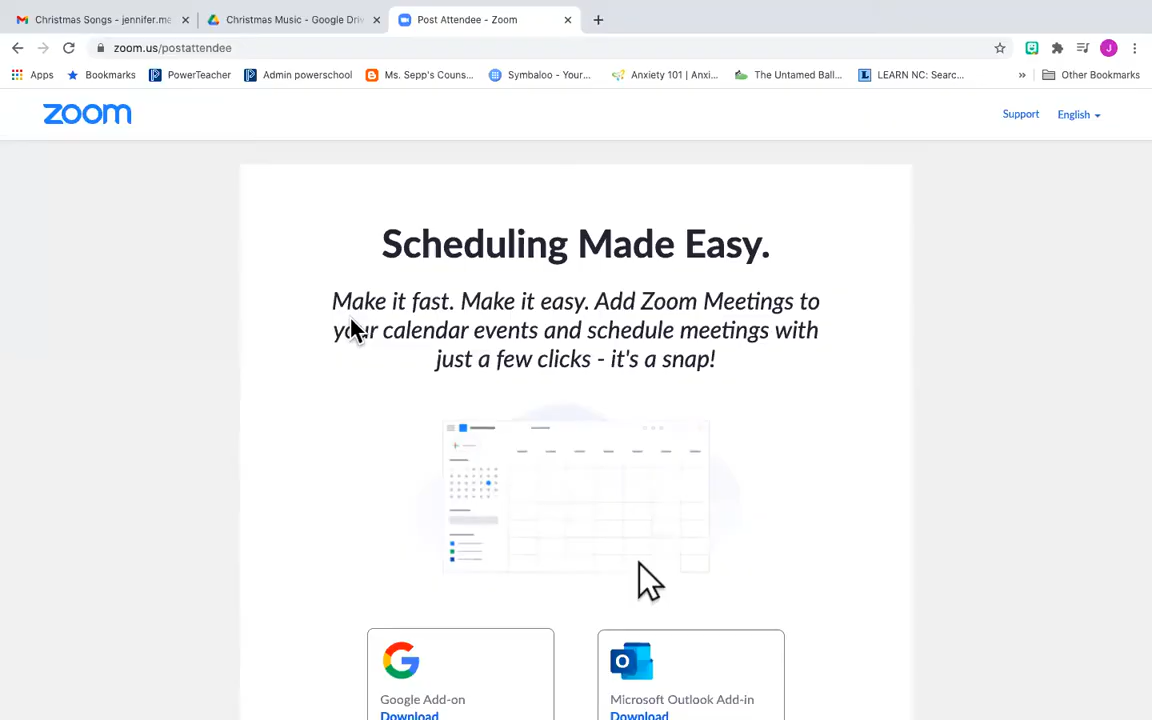 Christmas Songs - jennifer.me
Christmas Music - Google Driv
Post Attendee - Zoom
zoom.us/postattendee
J
Apps
Bookmarks
PowerTeacher
Admin powerschool
Ms. Sepp's Couns...
Symbaloo - Your...
Anxiety 101 | Anxi...
The Untamed Ball...
LEARN NC: Searc...
»
Other Bookmarks
zoom
Support
English
Scheduling Made Easy.
Make it fast. Make it easy. Add Zoom Meetings to
your calendar events and schedule meetings with
just a few clicks - it's a snap!
Google Add-on
Download
Microsoft Outlook Add-in
Download